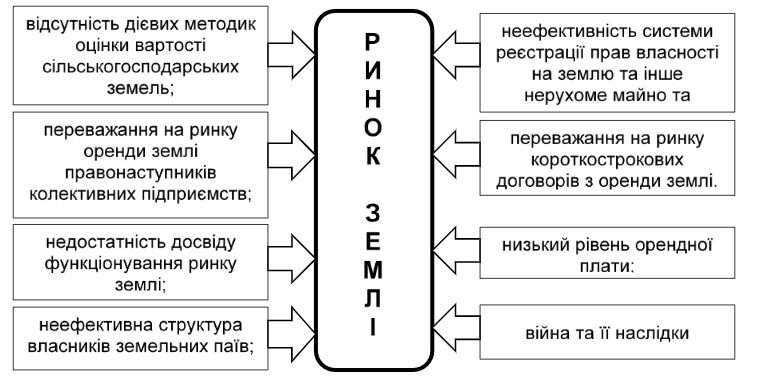 відсутність дієвих методик
оцінки вартості
сільськогосподарських
земель;
переважання на ринку
оренди землі
правонаступників
колективних підприємств;
недостатність досвіду
функціонування ринку
землі;
неефективна структура
власників земельних паїв;
РИНОК ЗЕМЛІ
неефективність системи
реєстрації прав власності
на землю та інше
нерухоме майно та
переважання на ринку
короткострокових
договорів з оренди землі.
низький рівень орендної
плати;
війна та її наслідки